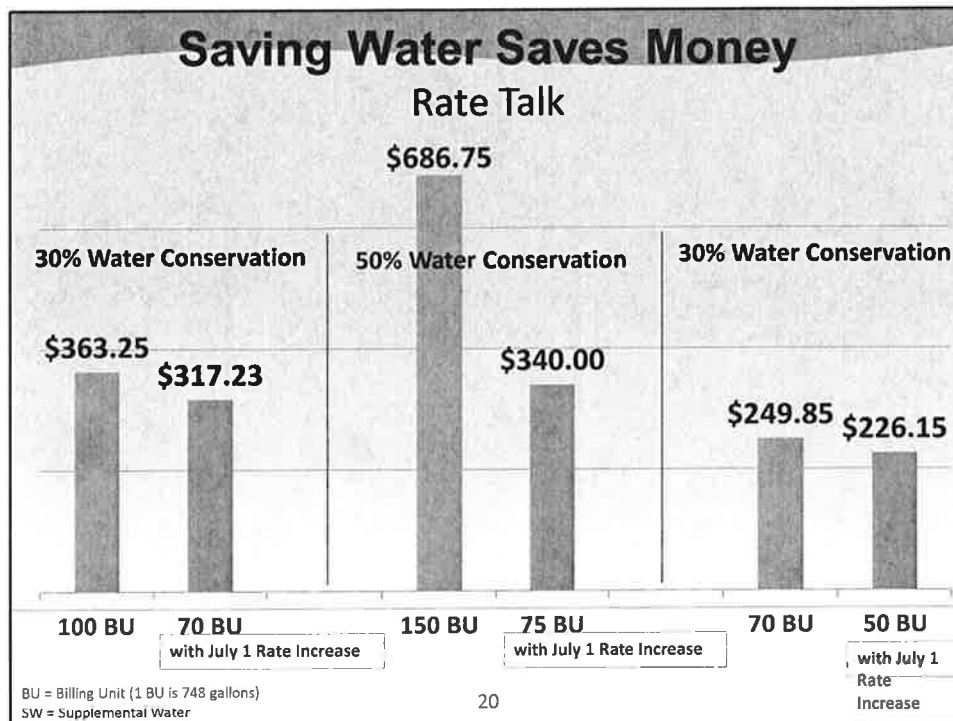 Saving Water Saves Money
Rate Talk
$686.75
30% Water Conservation
50% Water Conservation
30% Water Conservation
$363.25
$317.23
$340.00
$249.85
$226.15
100 BU
70 BU
150 BU
75 BU
70 BU
50 BU
with July 1 Rate Increase
with July 1 Rate Increase
with July 1
Rate
Increase
BU = Billing Unit (1 BU is 748 gallons)
SW = Supplemental Water
20